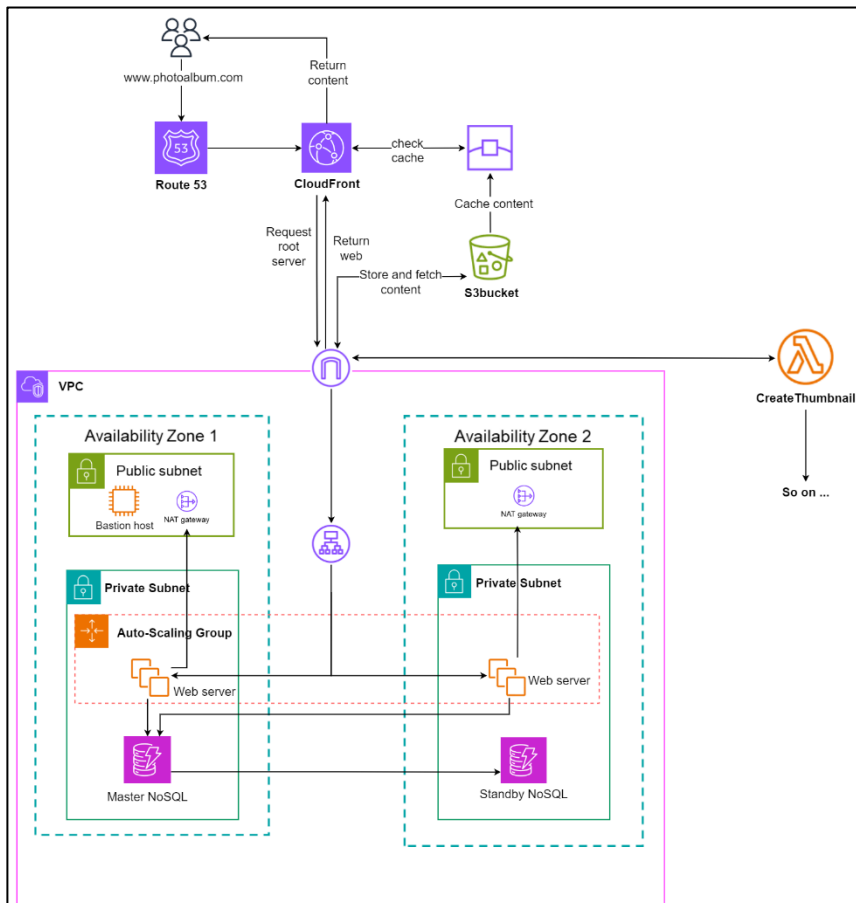 www.photoalbum.com
Return
content
53
Route 53
CloudFront
check
cache
Cache content
Request
root
server
Return
web
Store and fetch
content
S3bucket
VPC
CreateThumbnail
So on ...
Availability Zone 1
Public subnet
Bastion host
NAT gateway
Private Subnet
Auto-Scaling Group
Web server
Master NoSQL
Availability Zone 2
Public subnet
NAT gateway
Private Subnet
Web server
Standby NoSQL